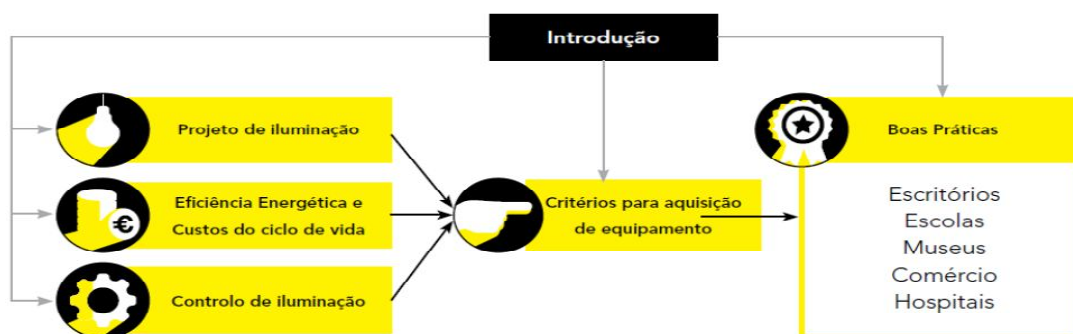 Introdução
Projeto de iluminação
Eficiência Energética e
Custos do ciclo de vida
€
Controlo de iluminação
Critérios para aquisição
de equipamento
Boas Práticas
Escritórios
Escolas
Museus
Comércio
Hospitais